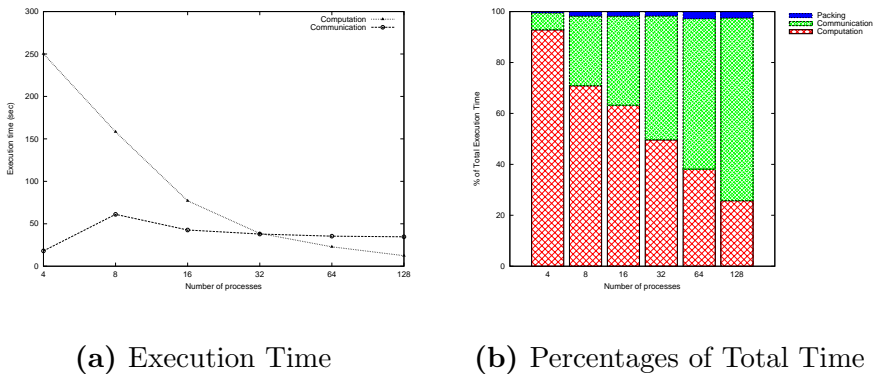 Computation
Communication
300
250
200
150
100
50
0
4 8 16 32 64 128
Number of processes
Execution time (sec)
Packing
Communication
Computation
100
80
60
40
20
0
4 8 16 32 64 128
Number of processes
% of Total Execution Time
(a) Execution Time
(b) Percentages of Total Time